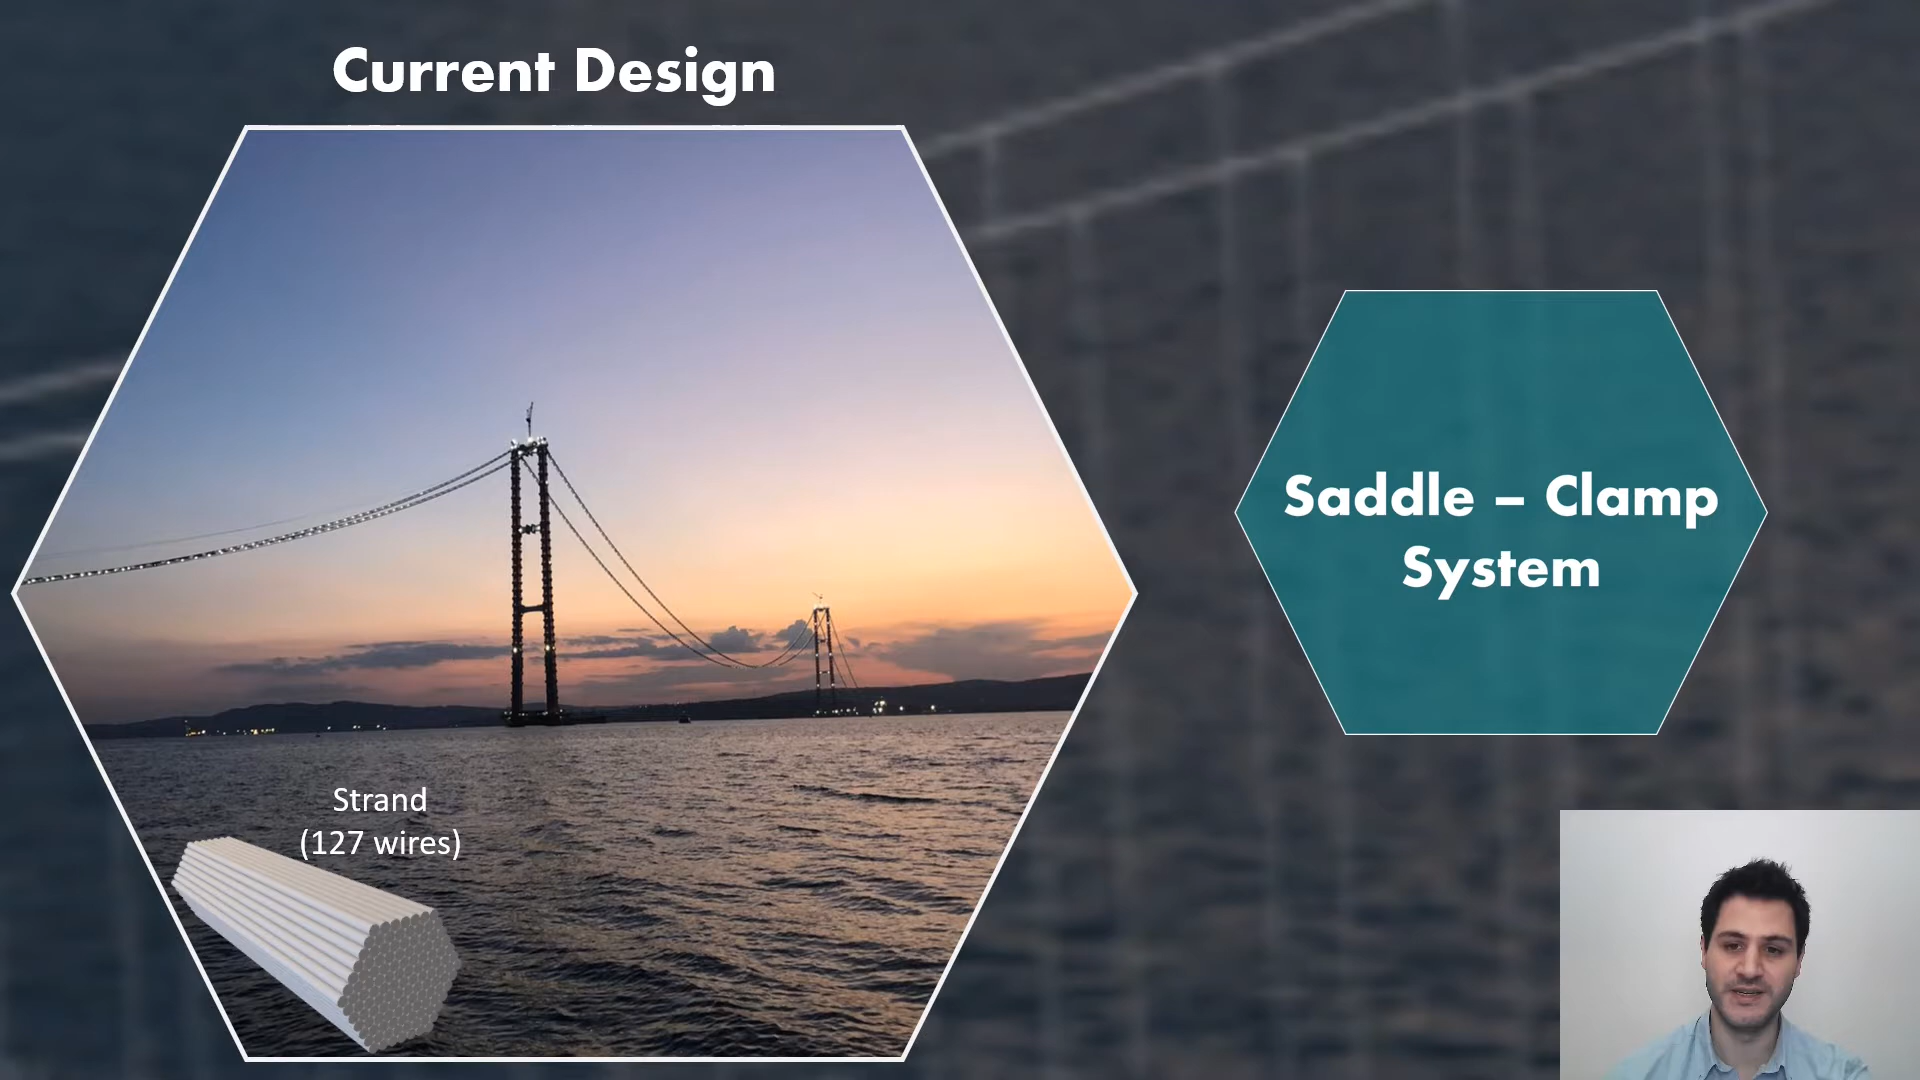 Current Design
Saddle – Clamp
System
Strand
(127 wires)